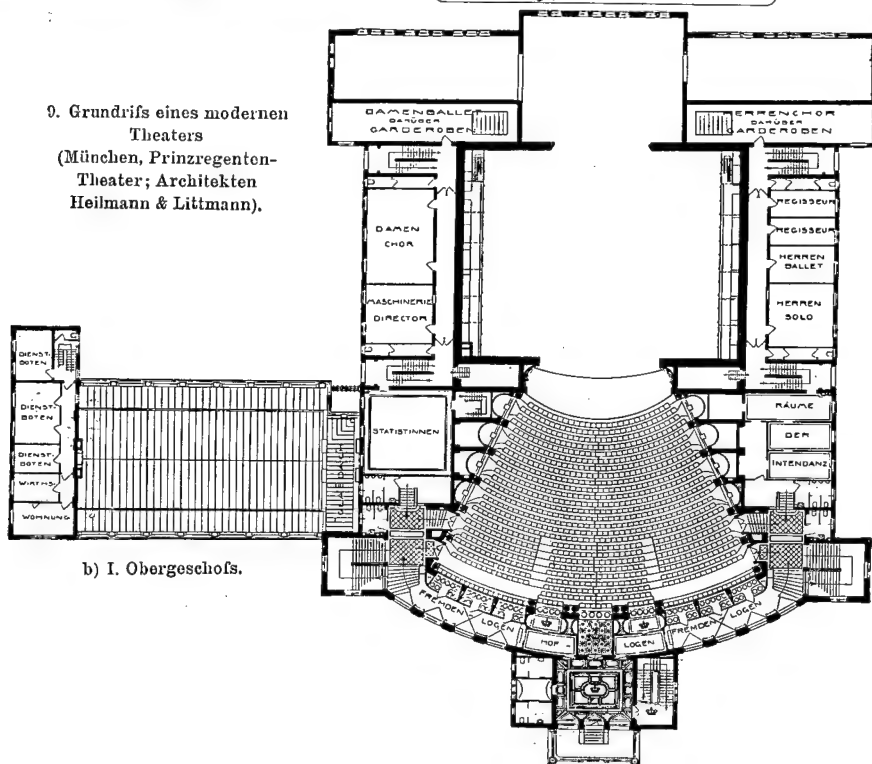 9. Grundriſs eines modernen
Theaters
(München, Prinzregenten-
Theater; Architekten
Heilmann & Littmann).
DAMENBALLET
DARÜBER
GARDEROBEN
HERRENCHOR
DARÜBER
GARDEROBEN
DAMEN
CHOR
MASCHINERIE
DIRECTOR
REGISSEUR
REGISSEUR
HERREN
BALLET
HERREN
SOLO
DIENST-
BOTEN
DIENST-
BOTEN
DIENST-
BOTEN
WIRTHS-
WOHNUNG
GLASDACH
STATISTINNEN
RÄUME
DER
INTENDANZ
FREMDEN
LOGEN
HOF-
LOGEN
FREMDEN
LOGEN
b) I. Obergeschoſs.